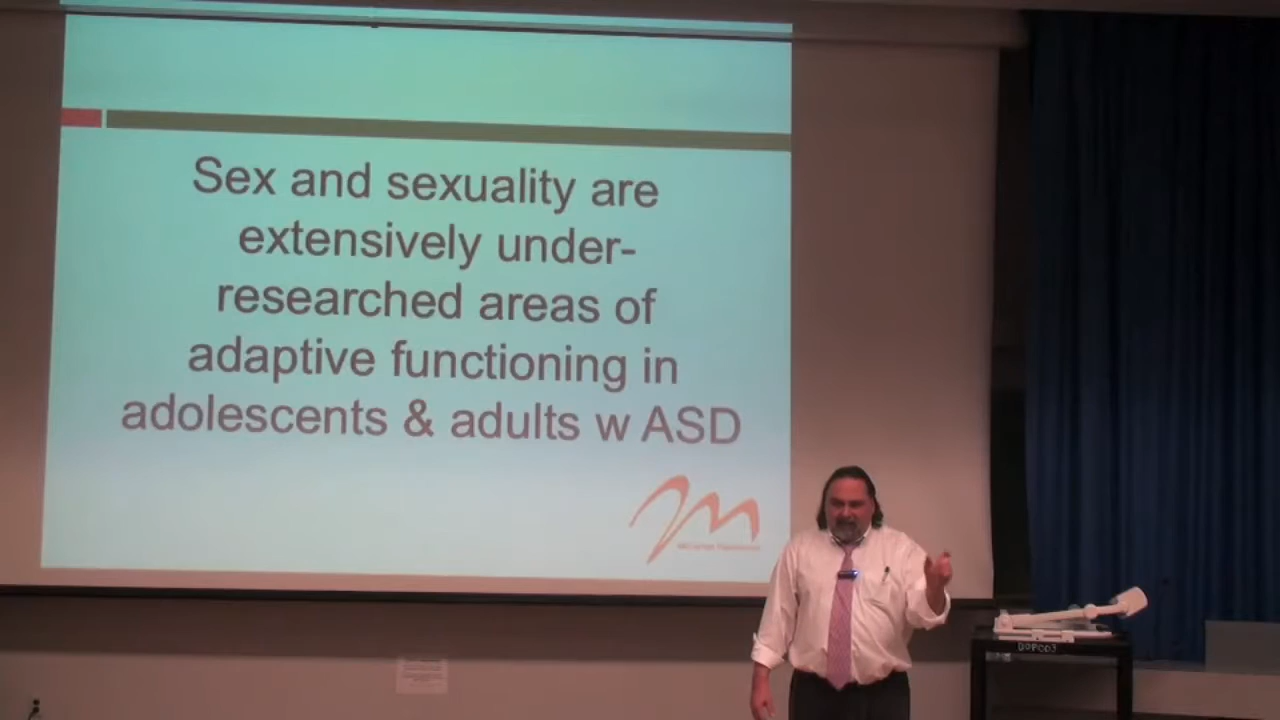 Sex and sexuality are
extensively under-
researched areas of
adaptive functioning in
adolescents & adults w ASD